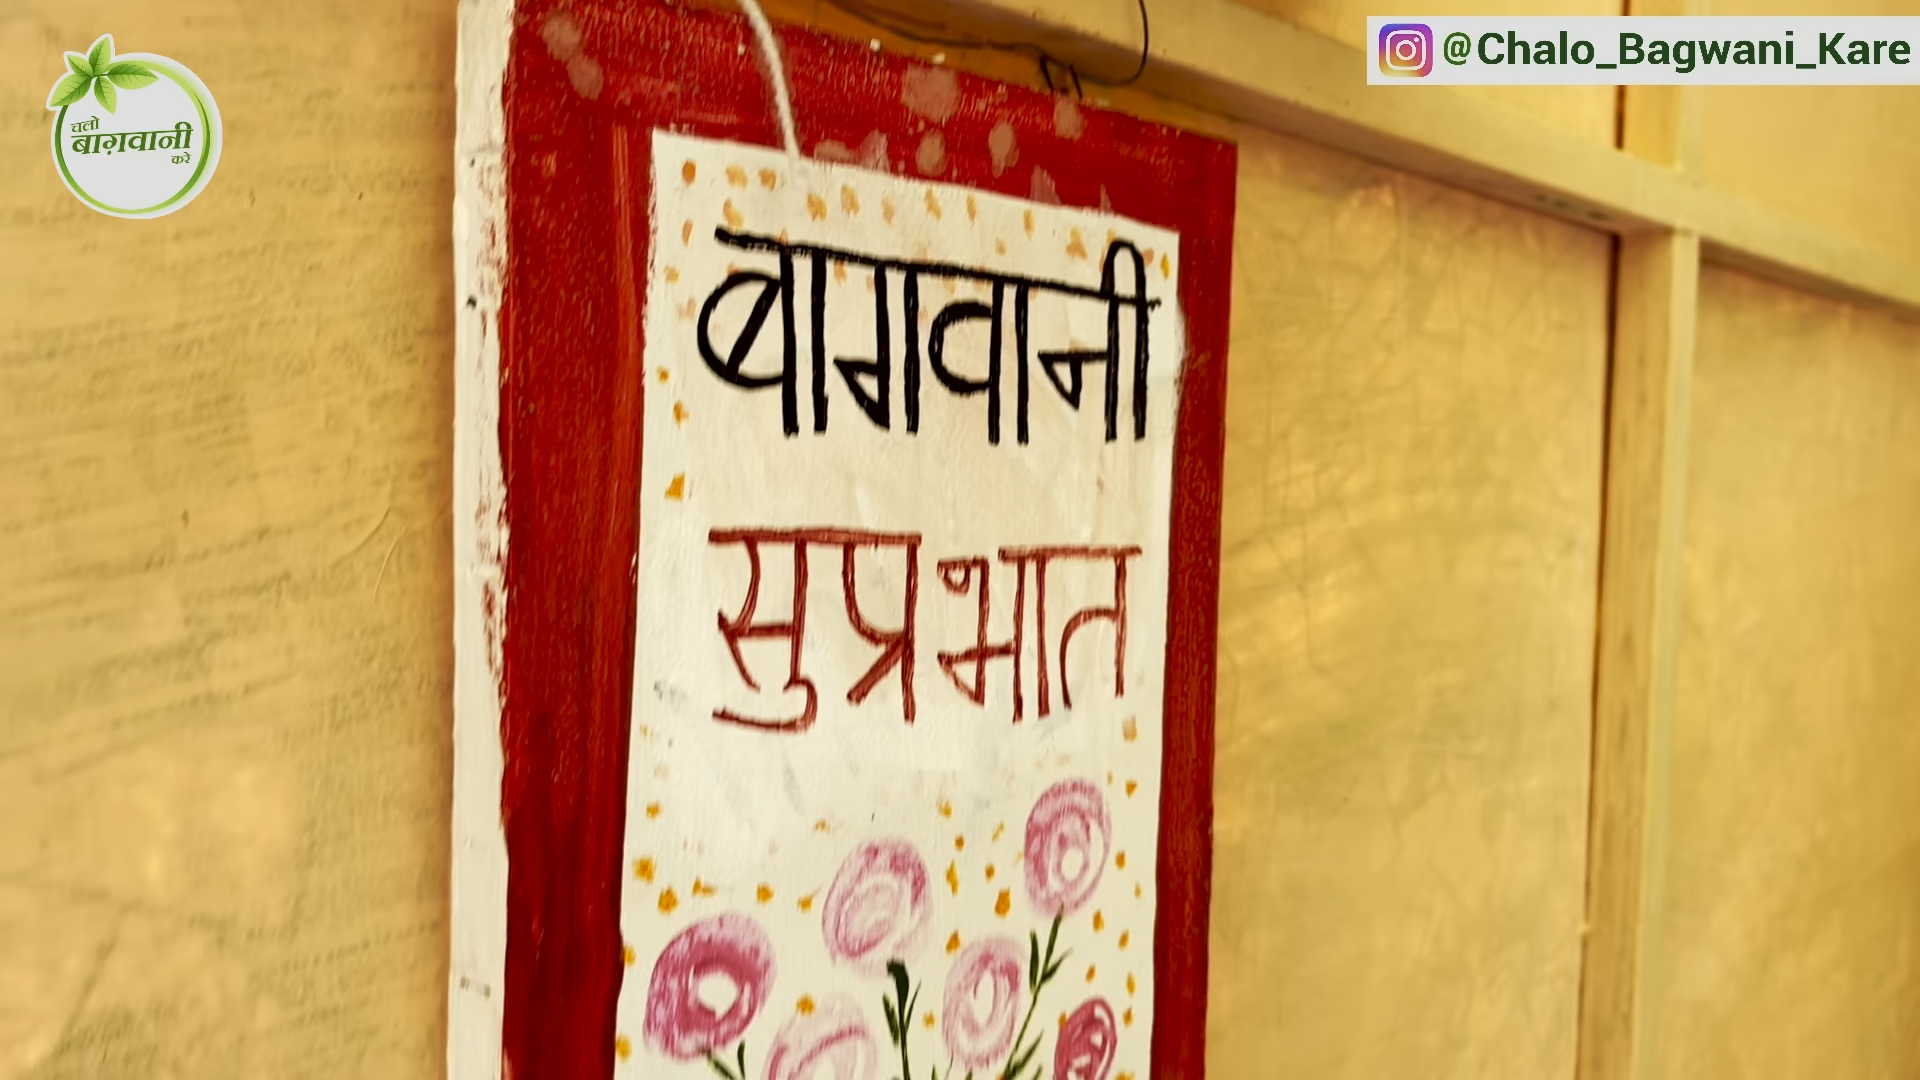 चलो
बाग़वानी
करे
@Chalo_Bagwani_Kare
बागवानी
सुप्रभात